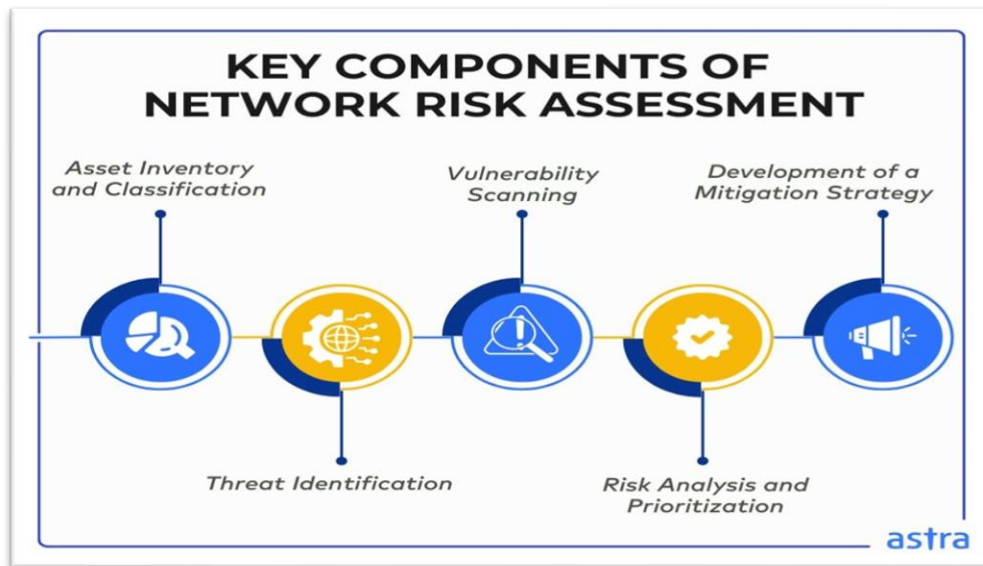 KEY COMPONENTS OF
NETWORK RISK ASSESSMENT
Asset Inventory
and Classification
Vulnerability
Scanning
Development of a
Mitigation Strategy
Threat Identification
Risk Analysis and
Prioritization
astra